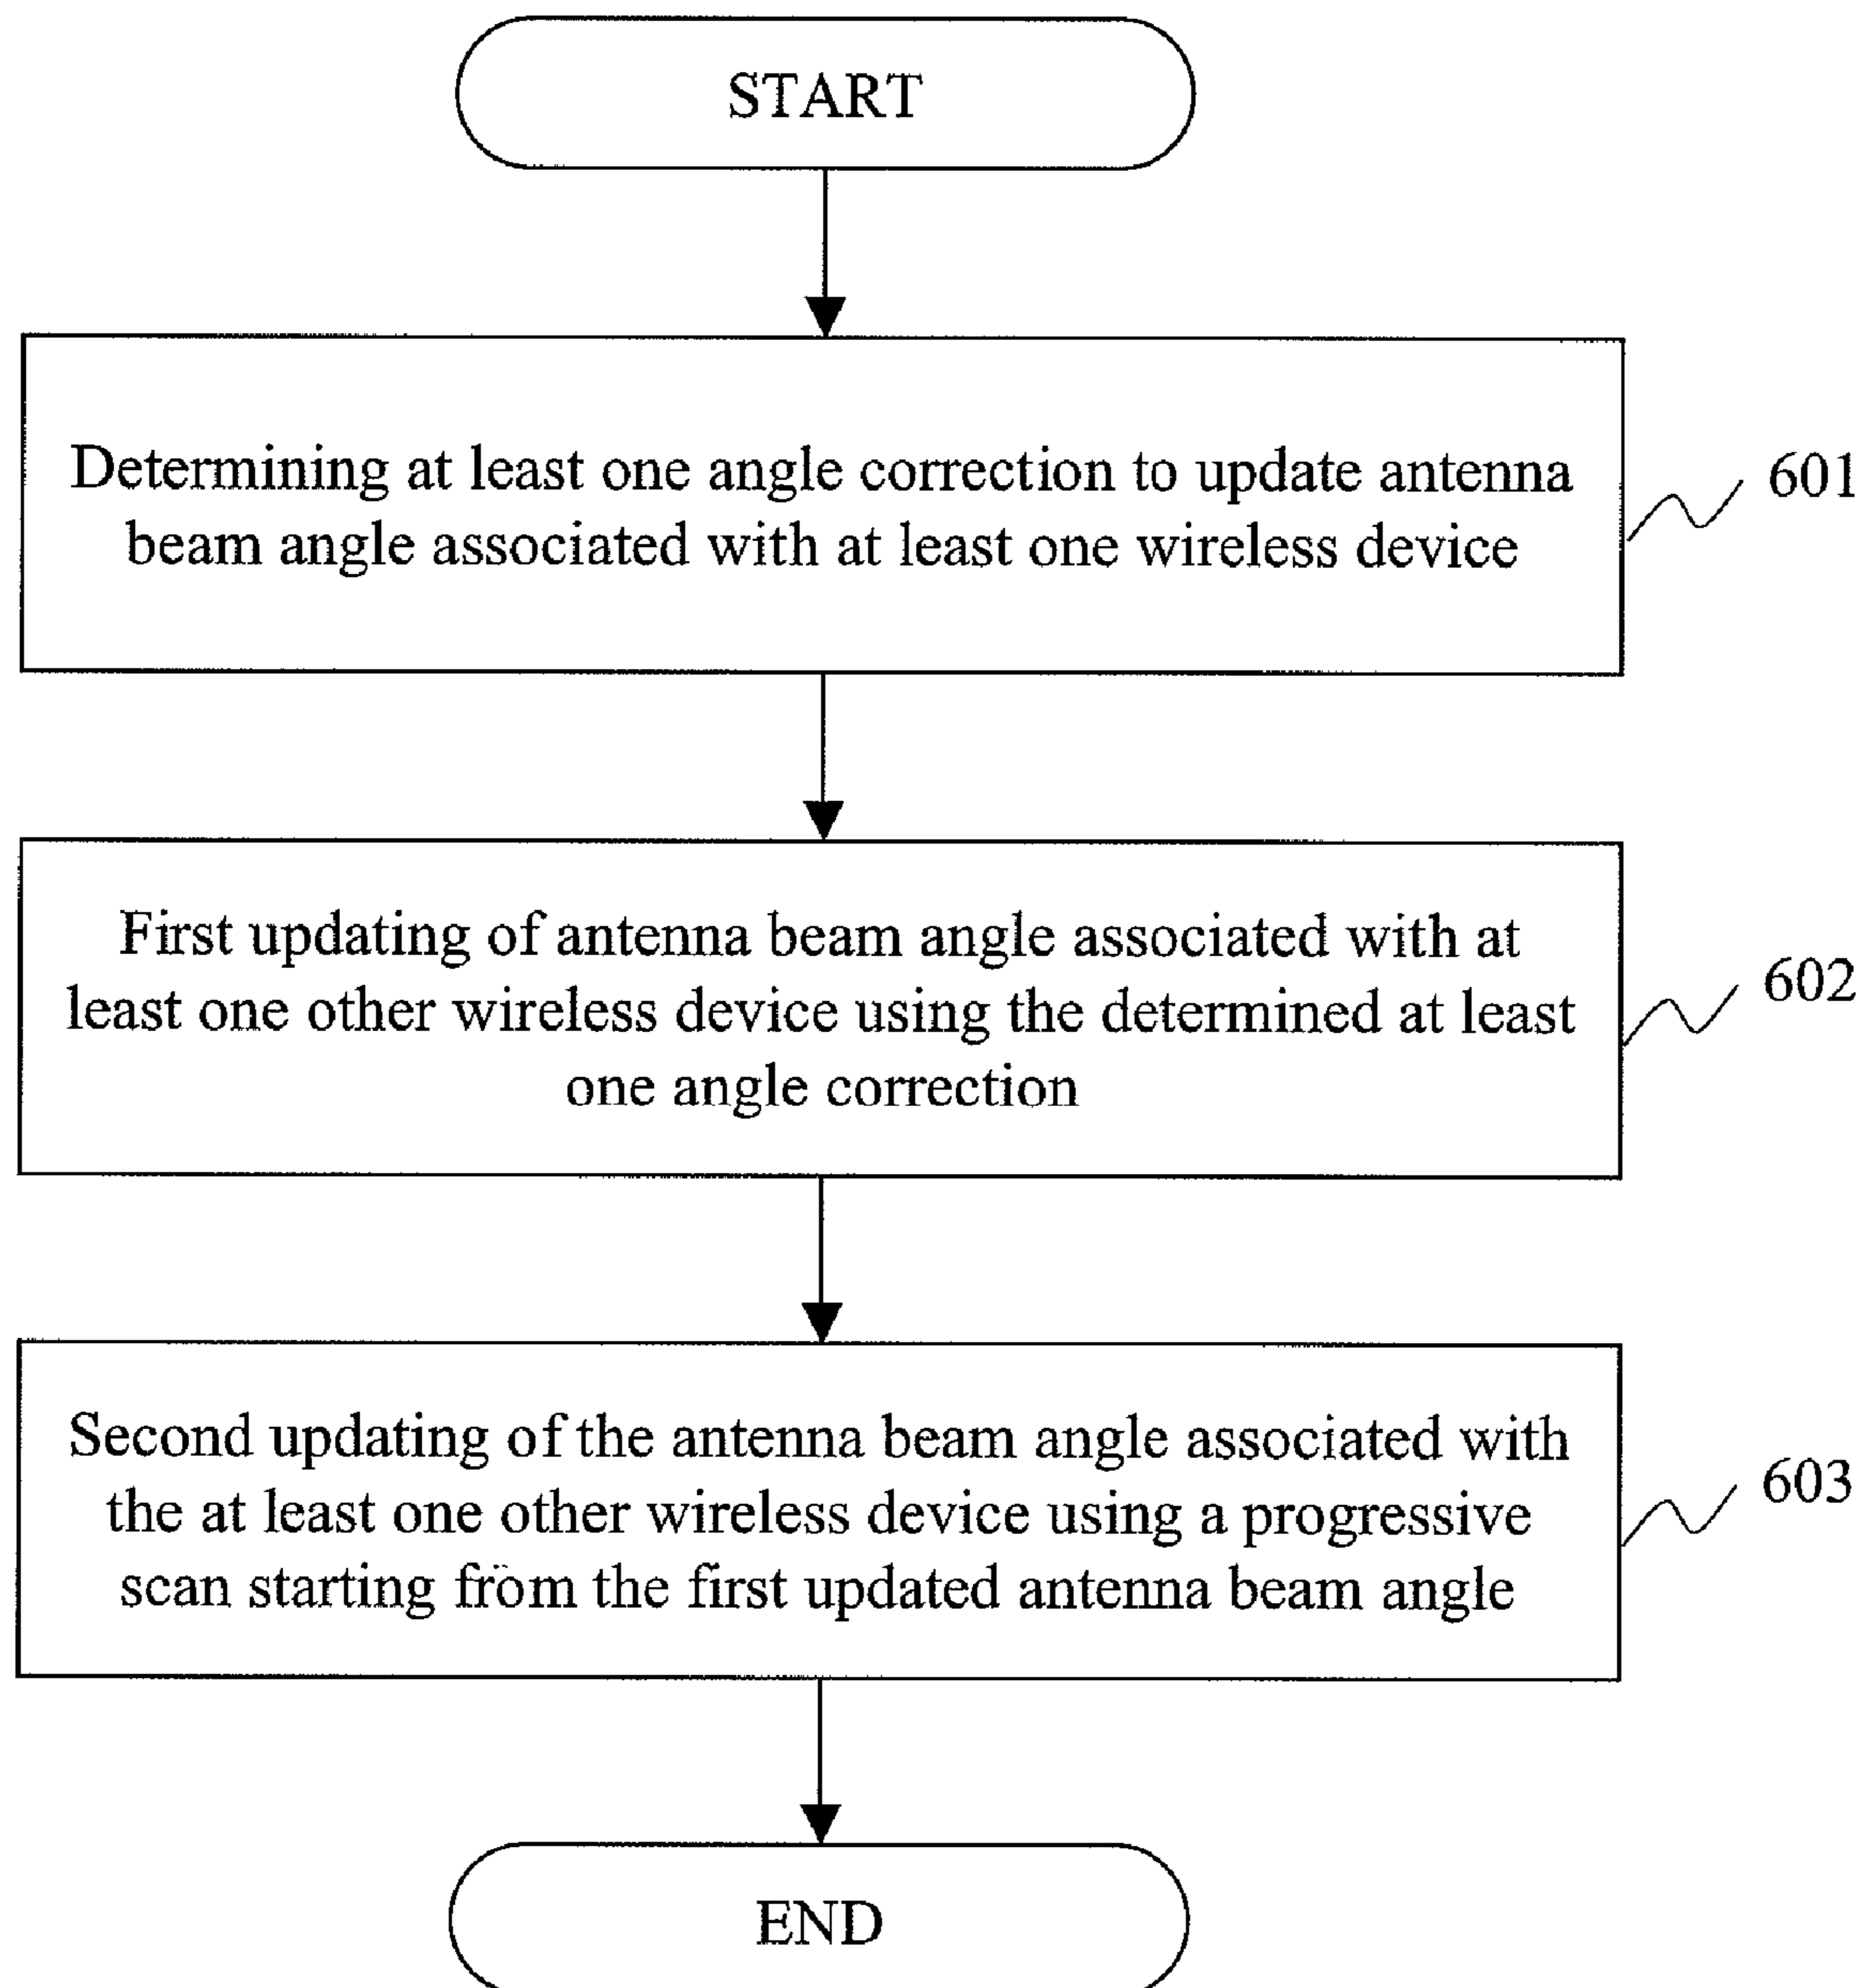 START
Determining at least one angle correction to update antenna
beam angle associated with at least one wireless device
601
First updating of antenna beam angle associated with at
least one other wireless device using the determined at least
one angle correction
602
Second updating of the antenna beam angle associated with
the at least one other wireless device using a progressive
scan starting from the first updated antenna beam angle
603
END